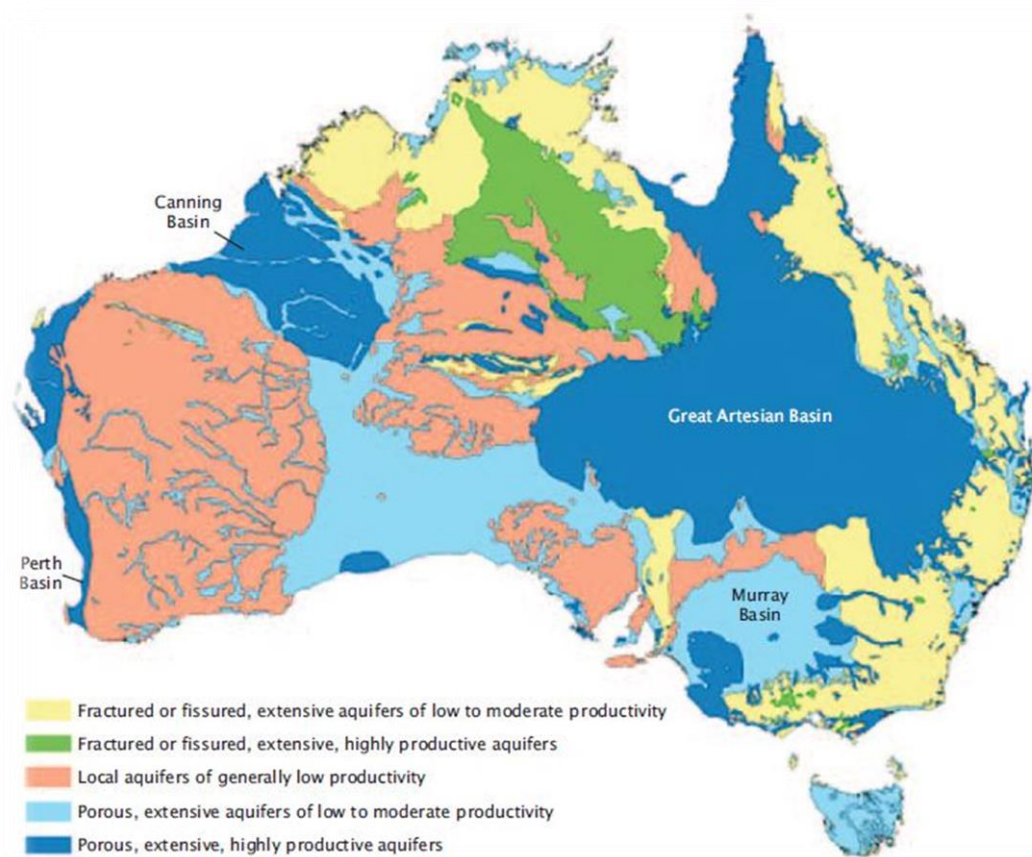 Canning
Basin
Great Artesian Basin
Perth
Basin
Murray
Basin
Fractured or fissured, extensive aquifers of low to moderate productivity
Fractured or fissured, extensive, highly productive aquifers
Local aquifers of generally low productivity
Porous, extensive aquifers of low to moderate productivity
Porous, extensive, highly productive aquifers